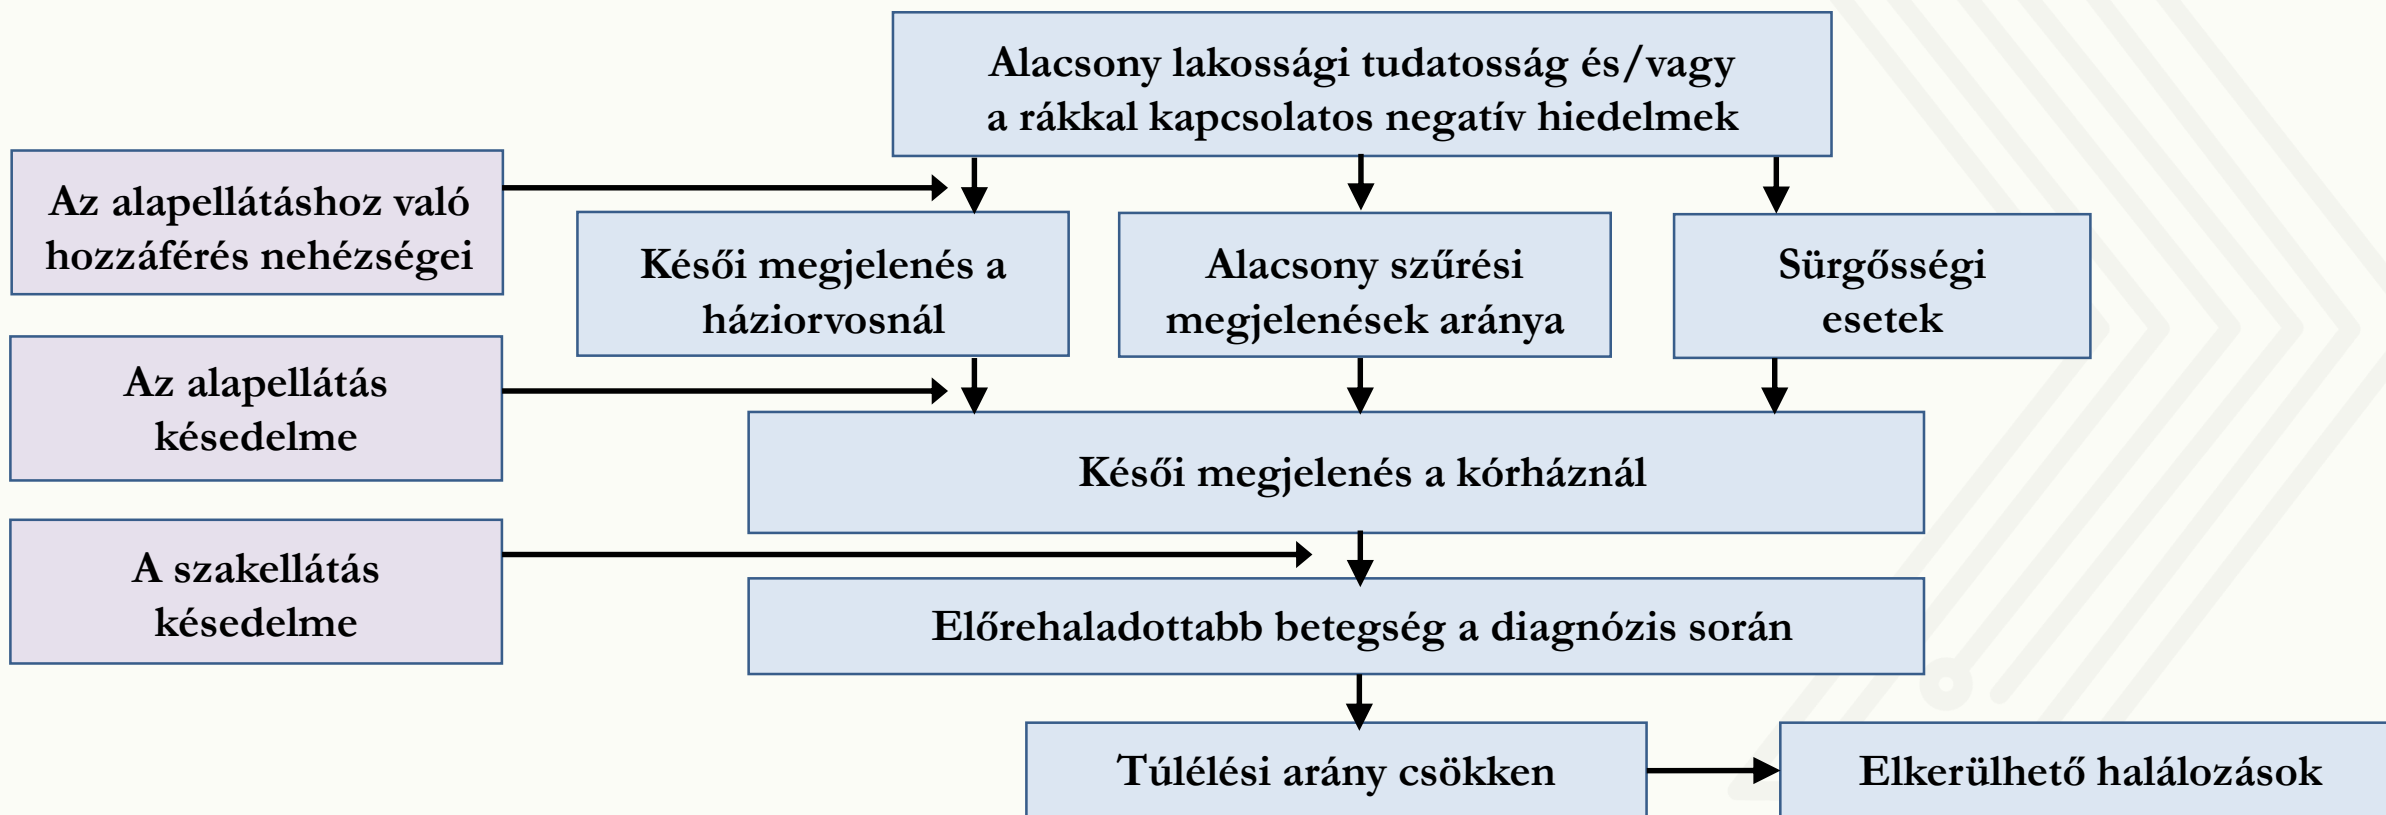 Alacsony lakossági tudatosság és/vagy
a rákkal kapcsolatos negatív hiedelmek
Az alapellátáshoz való
hozzáférés nehézségei
Késői megjelenés a
háziorvosnál
Alacsony szűrési
megjelenések aránya
Sürgősségi
esetek
Az alapellátás
késedelme
Késői megjelenés a kórháznál
A szakellátás
késedelme
Előrehaladottabb betegség a diagnózis során
Túlélési arány csökken
Elkerülhető halálozások